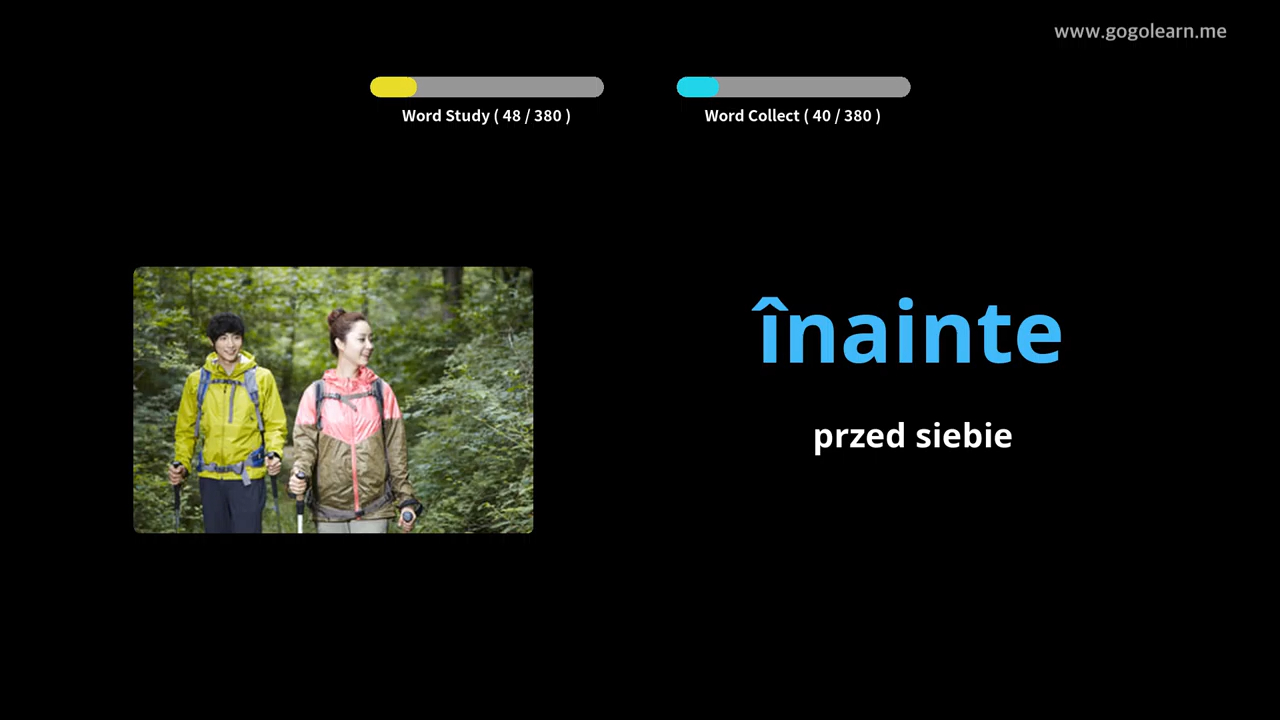 www.gogolearn.me
Word Study ( 48 / 380 )
Word Collect ( 40 / 380 )
înainte
przed siebie